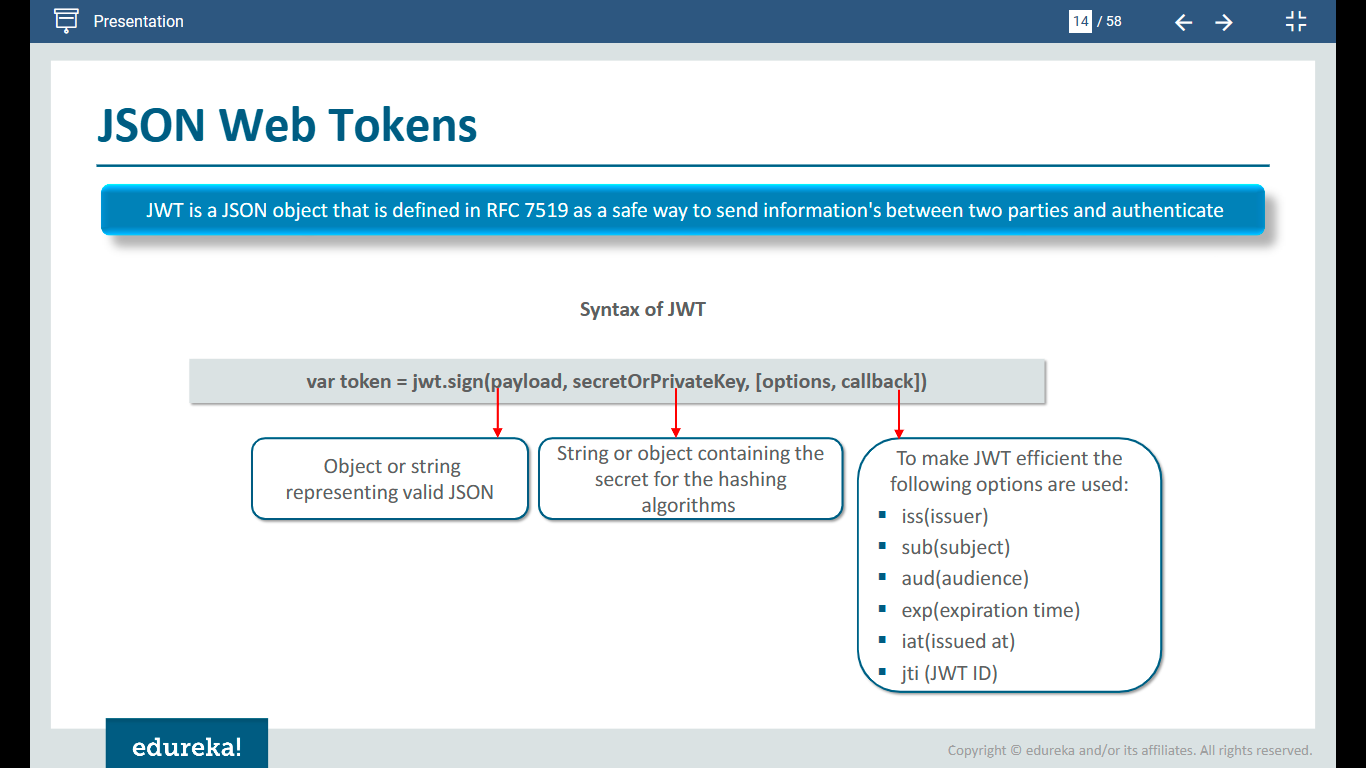 Presentation
14 / 58
JSON Web Tokens
JWT is a JSON object that is defined in RFC 7519 as a safe way to send information's between two parties and authenticate
Syntax of JWT
var token = jwt.sign(payload, secretOrPrivateKey, [options, callback])
Object or string
representing valid JSON
String or object containing the
secret for the hashing
algorithms
To make JWT efficient the
following options are used:
▪ iss(issuer)
▪ sub(subject)
▪ aud(audience)
▪ exp(expiration time)
▪ iat(issued at)
▪ jti (JWT ID)
edureka!
Copyright © edureka and/or its affiliates. All rights reserved.